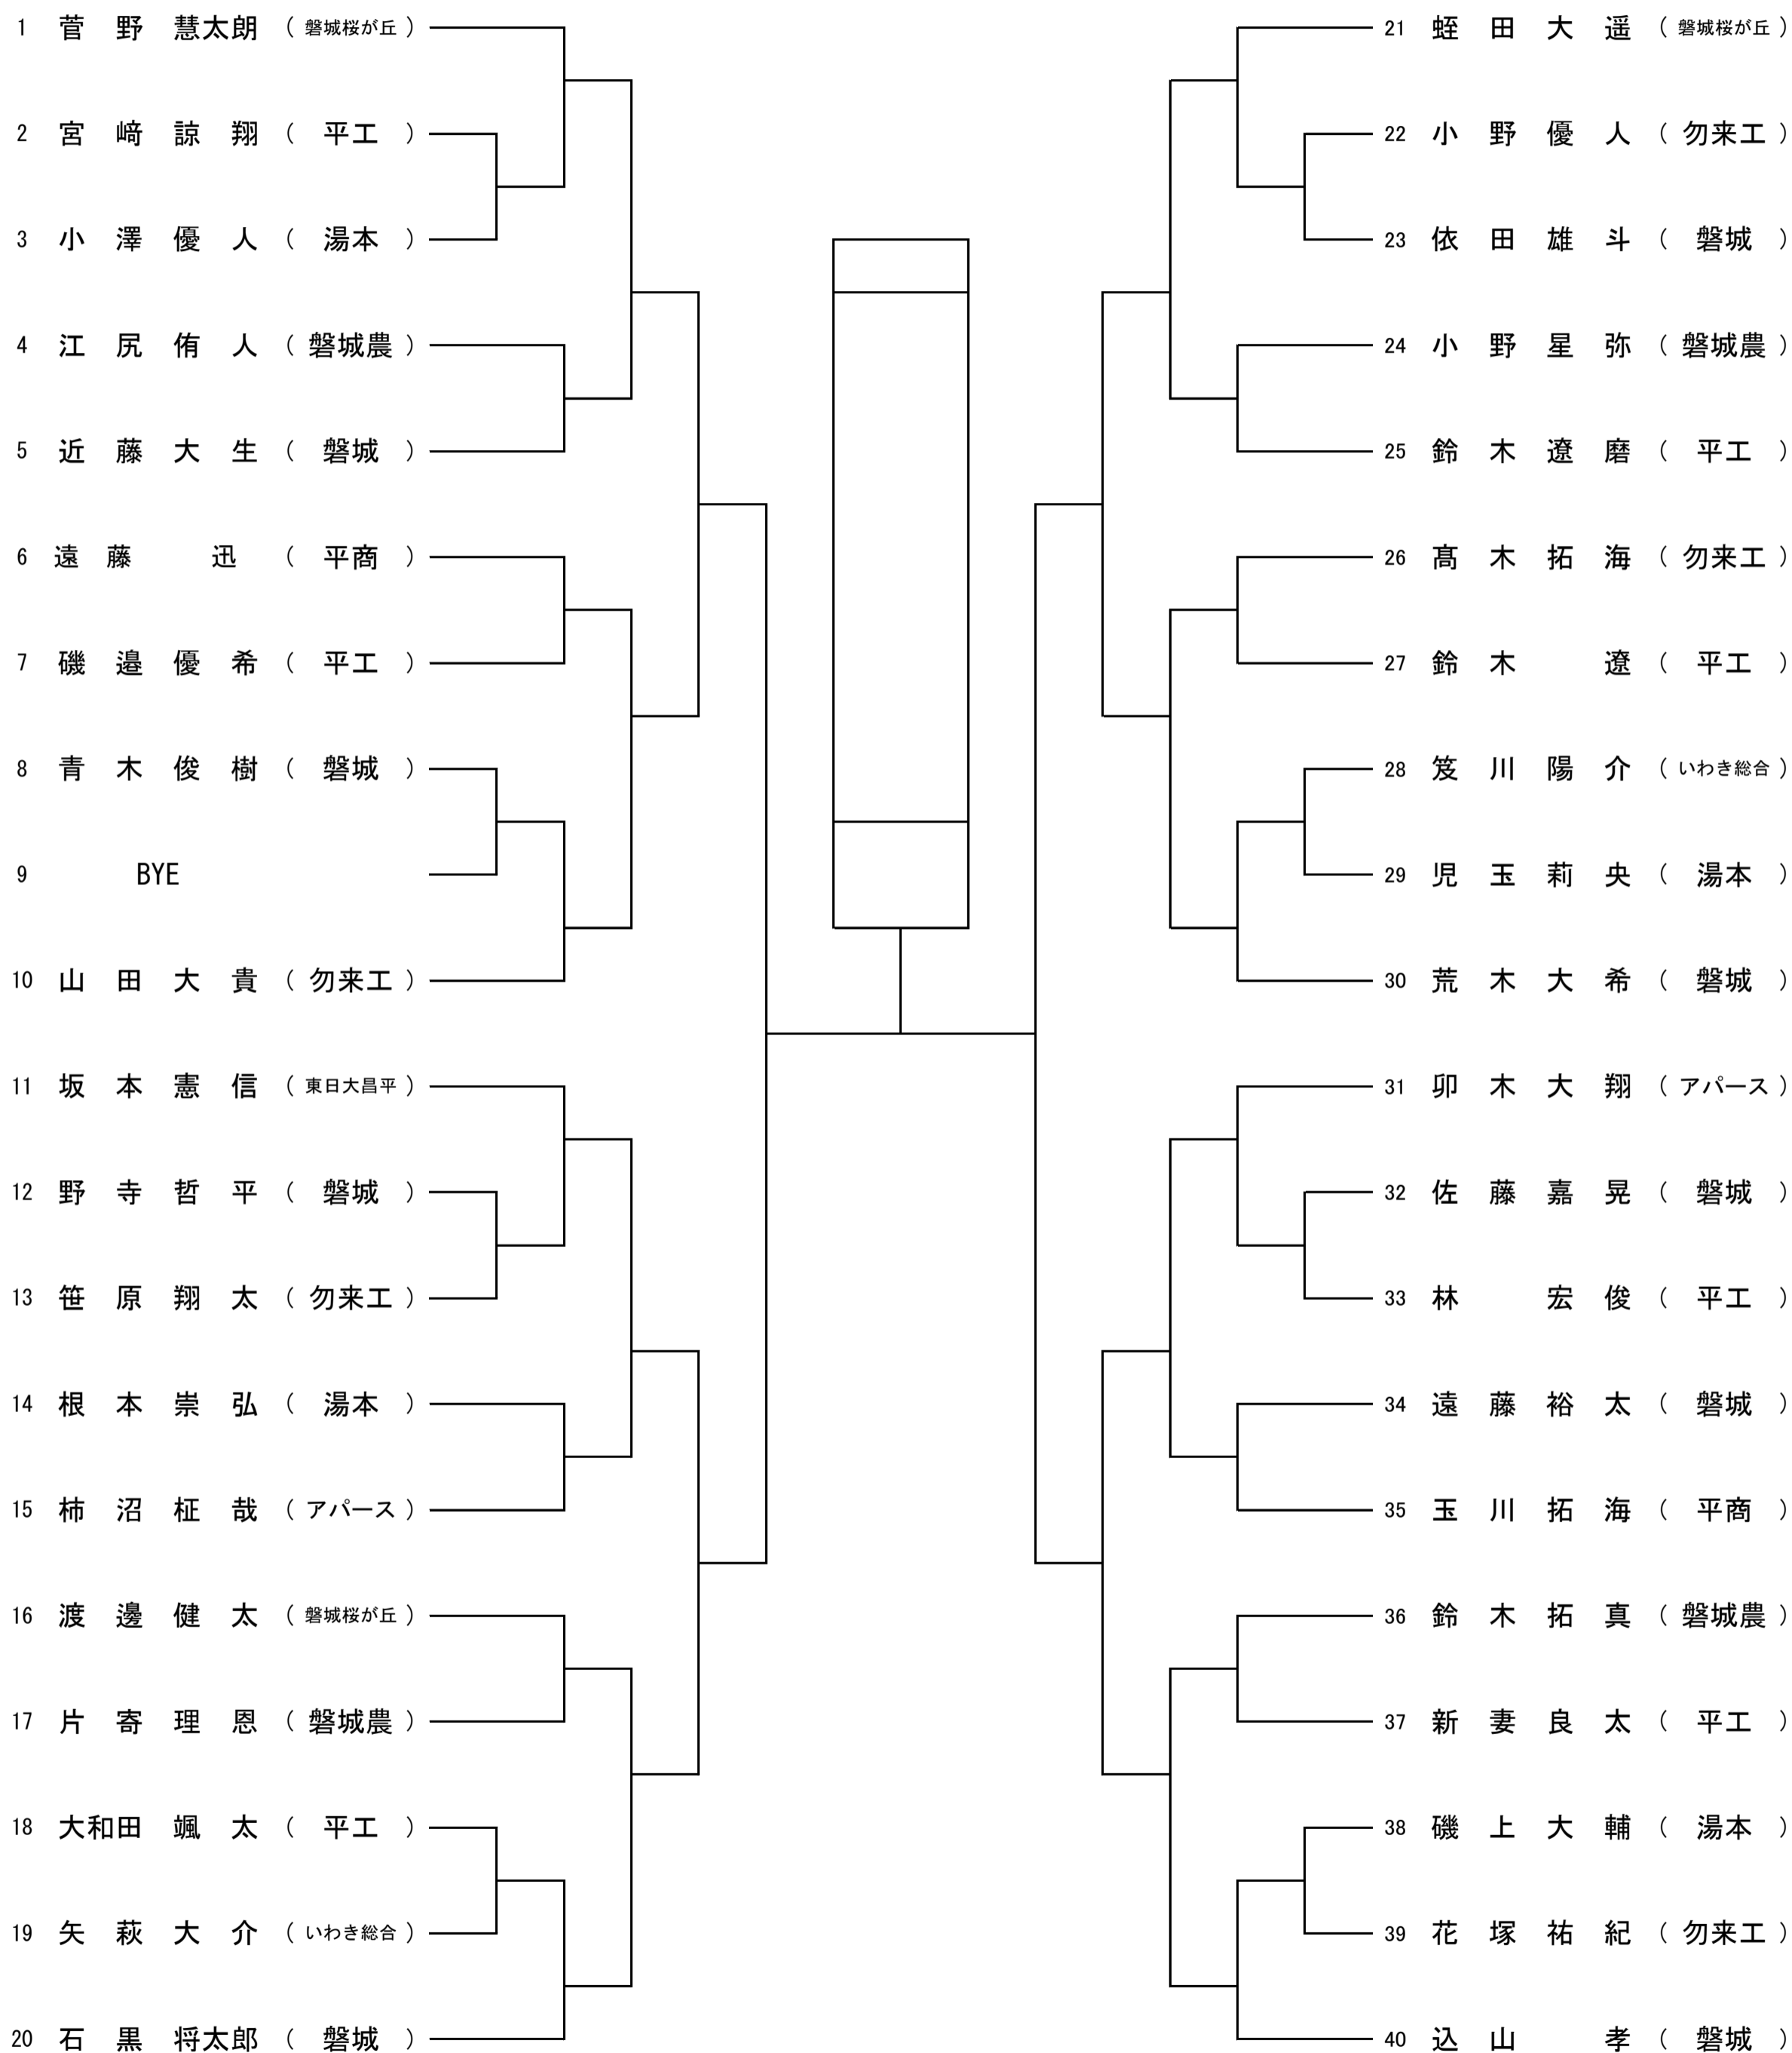 1 菅野慧太朗 （磐城桜が丘）
2 宮﨑諒翔 （平工）
3 小澤優人 （湯本）
4 江尻侑人 （磐城農）
5 近藤大生 （磐城）
6 遠藤 迅 （平商）
7 磯邉優希 （平工）
8 青木俊樹 （磐城）
9 BYE
10 山田大貴 （勿来工）
11 坂本憲信 （東日大昌平）
12 野寺哲平 （磐城）
13 笹原翔太 （勿来工）
14 根本崇弘 （湯本）
15 柿沼柾哉 （アパース）
16 渡邊健太 （磐城桜が丘）
17 片寄理恩 （磐城農）
18 大和田颯太 （平工）
19 矢萩大介 （いわき総合）
20 石黒将太郎 （磐城）
21 蛭田大遥 （磐城桜が丘）
22 小野優人 （勿来工）
23 依田雄斗 （磐城）
24 小野星弥 （磐城農）
25 鈴木遼磨 （平工）
26 髙木拓海 （勿来工）
27 鈴木 遼 （平工）
28 笈川陽介 （いわき総合）
29 児玉莉央 （湯本）
30 荒木大希 （磐城）
31 卯木大翔 （アパース）
32 佐藤嘉晃 （磐城）
33 林 宏俊 （平工）
34 遠藤裕太 （磐城）
35 玉川拓海 （平商）
36 鈴木拓真 （磐城農）
37 新妻良太 （平工）
38 磯上大輔 （湯本）
39 花塚祐紀 （勿来工）
40 込山 孝 （磐城）